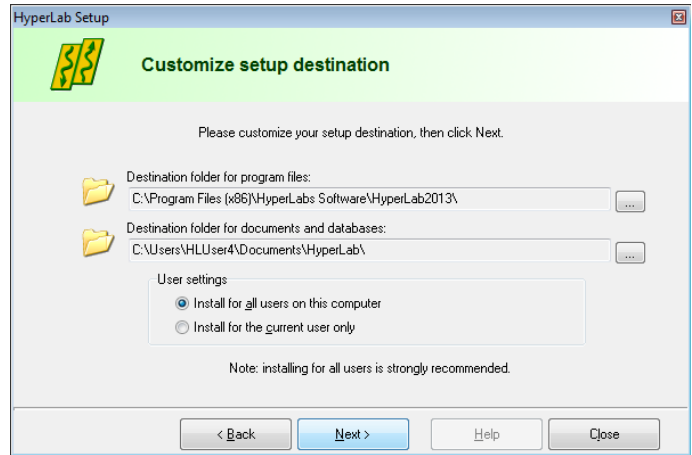 HyperLab Setup
Customize setup destination
Please customize your setup destination, then click Next.
Destination folder for program files:
C:\Program Files (x86)\HyperLabs Software\HyperLab2013\
...
Destination folder for documents and databases:
C:\Users\HLUser4\Documents\HyperLab\
...
User settings
Install for all users on this computer
Install for the current user only
Note: installing for all users is strongly recommended.
< Back
Next >
Help
Close